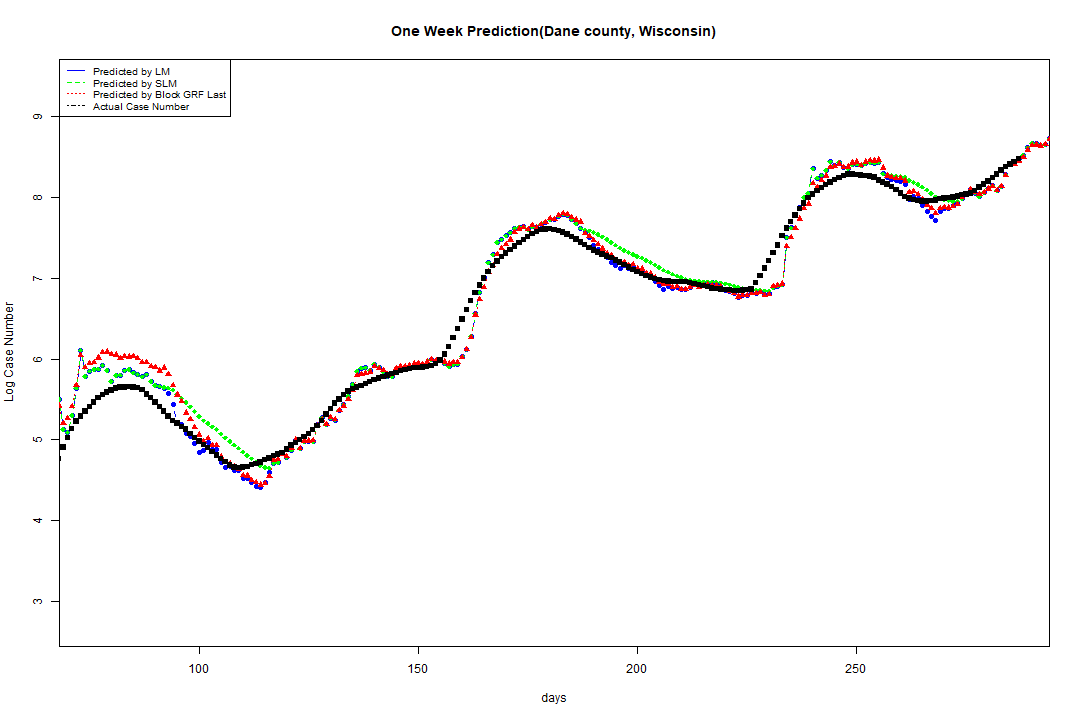 One Week Prediction(Dane county, Wisconsin)
Predicted by LM
Predicted by SLM
Predicted by Block GRF Last
Actual Case Number
9
8
7
6
5
4
3
Log Case Number
100 150 200 250
days